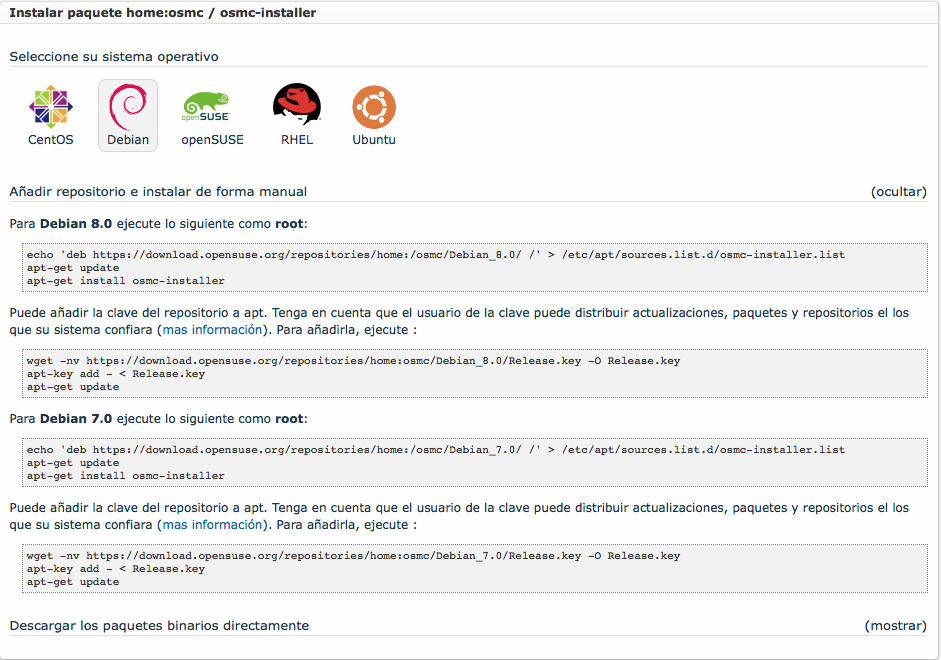 Instalar paquete home:osmc / osmc-installer
Seleccione su sistema operativo
openSUSE
CentOS Debian openSUSE RHEL Ubuntu
Añadir repositorio e instalar de forma manual (ocultar)
Para Debian 8.0 ejecute lo siguiente como root:
echo 'deb https://download.opensuse.org/repositories/home:/osmc/Debian_8.0/ /' > /etc/apt/sources.list.d/osmc-installer.list
apt-get update
apt-get install osmc-installer
Puede añadir la clave del repositorio a apt. Tenga en cuenta que el usuario de la clave puede distribuir actualizaciones, paquetes y repositorios el los
que su sistema confiara (mas información). Para añadirla, ejecute :
wget -nv https://download.opensuse.org/repositories/home:osmc/Debian_8.0/Release.key -O Release.key
apt-key add - < Release.key
apt-get update
Para Debian 7.0 ejecute lo siguiente como root:
echo 'deb https://download.opensuse.org/repositories/home:/osmc/Debian_7.0/ /' > /etc/apt/sources.list.d/osmc-installer.list
apt-get update
apt-get install osmc-installer
Puede añadir la clave del repositorio a apt. Tenga en cuenta que el usuario de la clave puede distribuir actualizaciones, paquetes y repositorios el los
que su sistema confiara (mas información). Para añadirla, ejecute :
wget -nv https://download.opensuse.org/repositories/home:osmc/Debian_7.0/Release.key -O Release.key
apt-key add - < Release.key
apt-get update
Descargar los paquetes binarios directamente (mostrar)